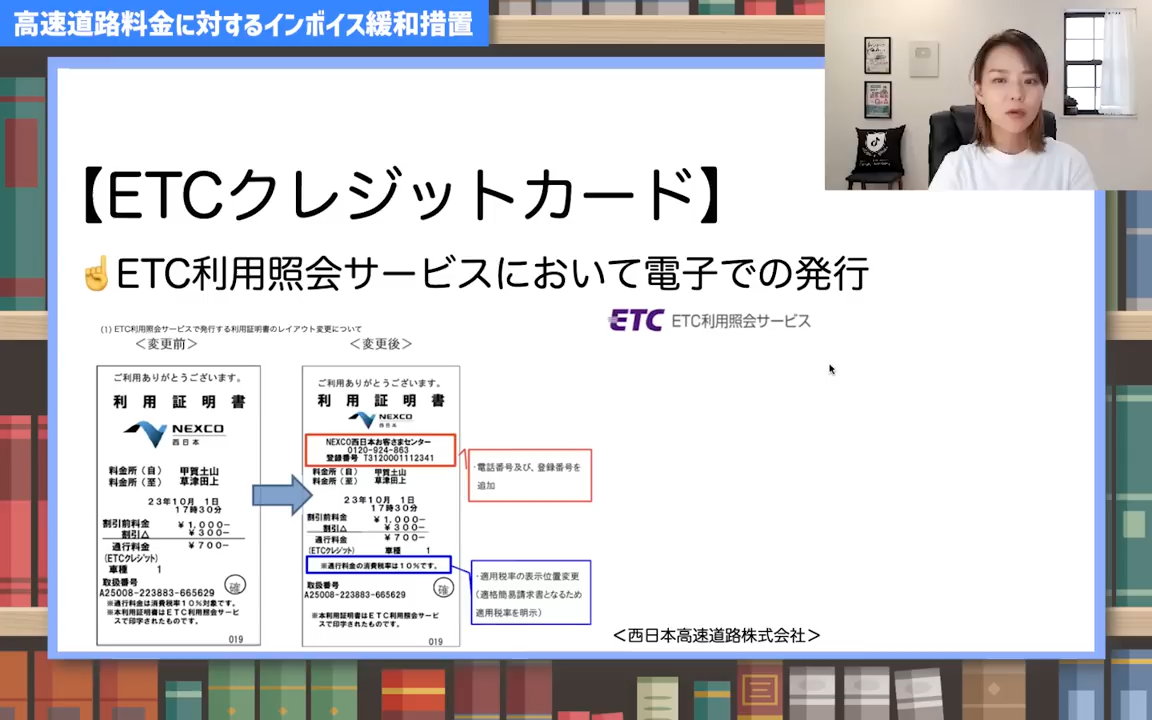 高速道路料金に対するインボイス緩和措置
【ETCクレジットカード】
☝ETC利用照会サービスにおいて電子での発行
(1) ETC利用照会サービスで発行する利用証明書のレイアウト変更について
＜変更前＞
ご利用ありがとうございます。
利用証明書
NEXCO
西日本
料金所（自） 甲賀土山
料金所（至） 草津田上
23年10月 1日
17時30分
割引前料金 ￥1,000−
割引△ ￥300−
通行料金 ￥700−
(ETCクレジット)
車種 1
取扱番号
A25008-223883-665629
確
※通行料金は消費税率10%対象です。
※本利用証明書はETC利用照会サービ
スで印字されたものです。
019
＜変更後＞
ご利用ありがとうございます。
利用証明書
NEXCO
西日本
NEXCO西日本お客さまセンター
0120-924-863
登録番号 T3120001112341
料金所（自） 甲賀土山
料金所（至） 草津田上
23年10月 1日
17時30分
割引前料金 ￥1,000−
割引△ ￥300−
通行料金 ￥700−
(ETCクレジット) 車種 1
※通行料金の消費税率は10%です。
取扱番号
A25008-223883-665629
確
※本利用証明書はETC利用照会サービ
スで印字されたものです。
019
・電話番号及び、登録番号を
追加
・適用税率の表示位置変更
（適格簡易請求書となるため
適用税率を明示）
ETC ETC利用照会サービス
＜西日本高速道路株式会社＞